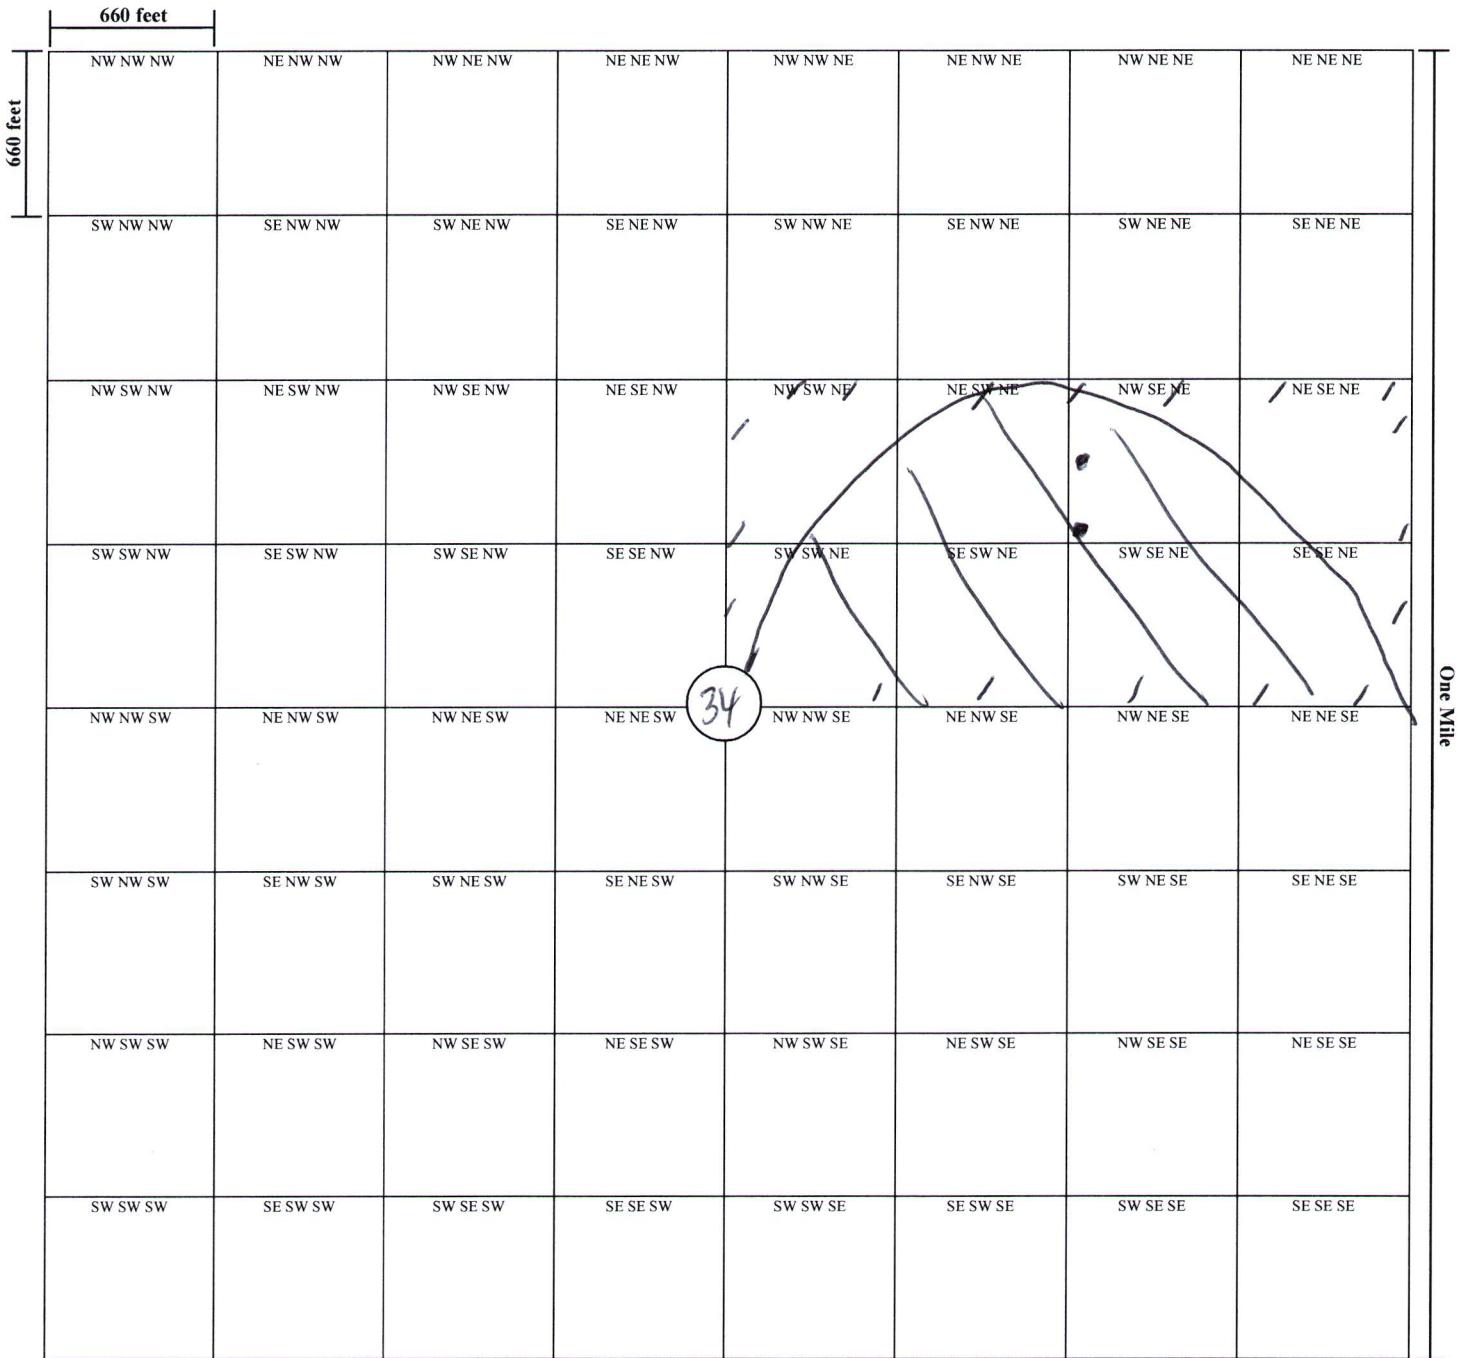 660 feet
660 feet
NW NW NW NE NW NW NW NE NW NE NE NW NW NW NE NE NW NE NW NE NE NE NE NE
SW NW NW SE NW NW SW NE NW SE NE NW SW NW NE SE NW NE SW NE NE SE NE NE
NW SW NW NE SW NW NW SE NW NE SE NW NW SW NE NE SW NE NW SE NE NE SE NE
SW SW NW SE SW NW SW SE NW SE SE NW SW SW NE SE SW NE SW SE NE SE SE NE
34
One Mile
NW NW SW NE NW SW NW NE SW NE NE SW NW NW SE NE NW SE NW NE SE NE NE SE
SW NW SW SE NW SW SW NE SW SE NE SW SW NW SE SE NW SE SW NE SE SE NE SE
NW SW SW NE SW SW NW SE SW NE SE SW NW SW SE NE SW SE NW SE SE NE SE SE
SW SW SW SE SW SW SW SE SW SE SE SW SW SW SE SE SW SE SW SE SE SE SE SE